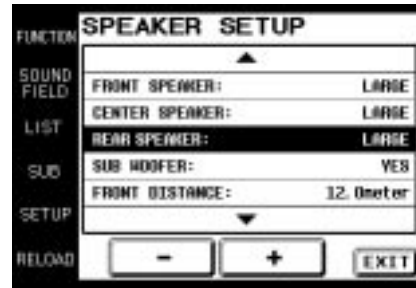 SPEAKER SETUP
FUNCTION
SOUND FIELD
LIST
SUB
SETUP
RELOAD
FRONT SPEAKER: LARGE
CENTER SPEAKER: LARGE
REAR SPEAKER: LARGE
SUB WOOFER: YES
FRONT DISTANCE: 12.0meter
- + EXIT